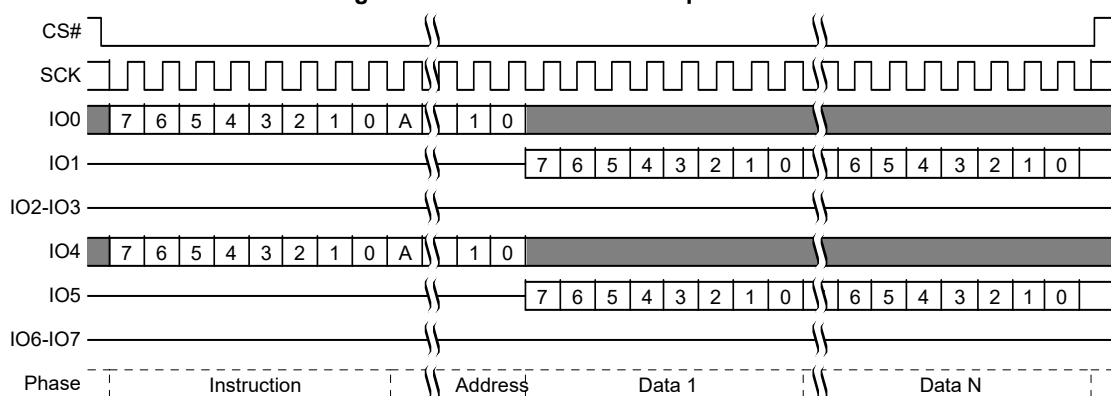 CS#
SCK
IO0 7 6 5 4 3 2 1 0 A 1 0
IO1 7 6 5 4 3 2 1 0 6 5 4 3 2 1 0
IO2-IO3
IO4 7 6 5 4 3 2 1 0 A 1 0
IO5 7 6 5 4 3 2 1 0 6 5 4 3 2 1 0
IO6-IO7
Phase Instruction Address Data 1 Data N